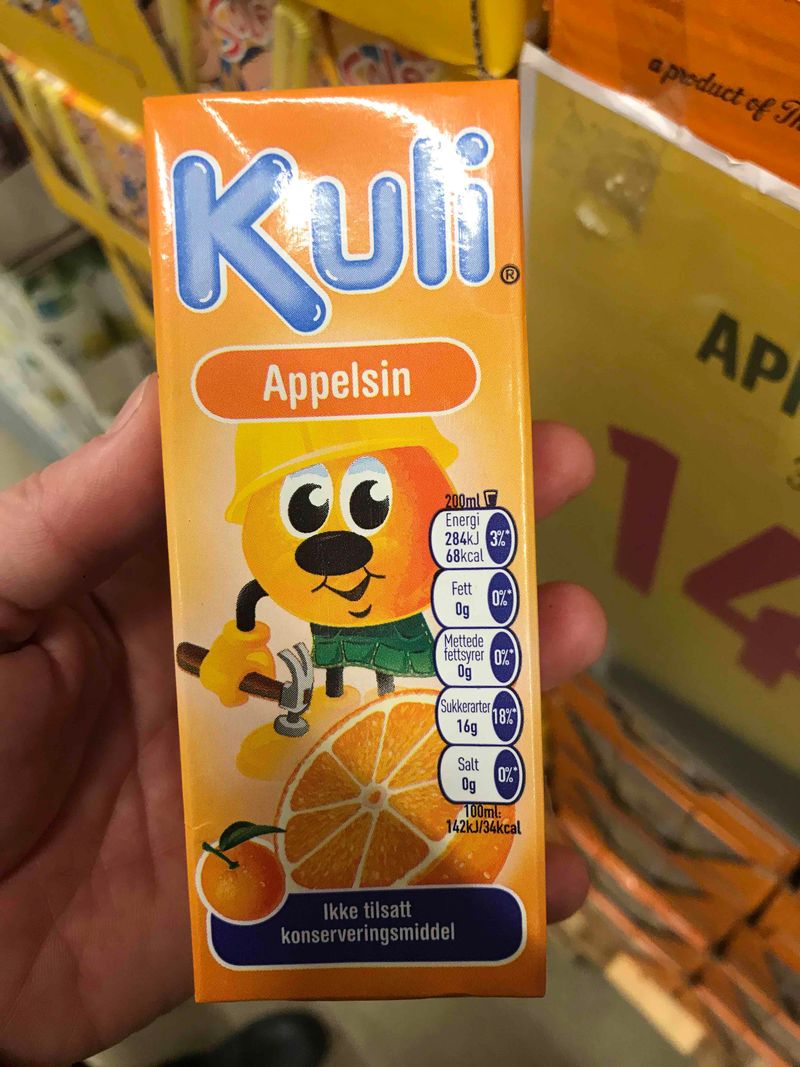 Kuli®
Appelsin
200ml
Energi
284kJ
68kcal
3%*
Fett
0g
0%*
Mettede
fettsyrer
0g
0%*
Sukkerarter
16g
18%*
Salt
0g
0%*
100ml:
142kJ/34kcal
Ikke tilsatt
konserveringsmiddel
a product of
14